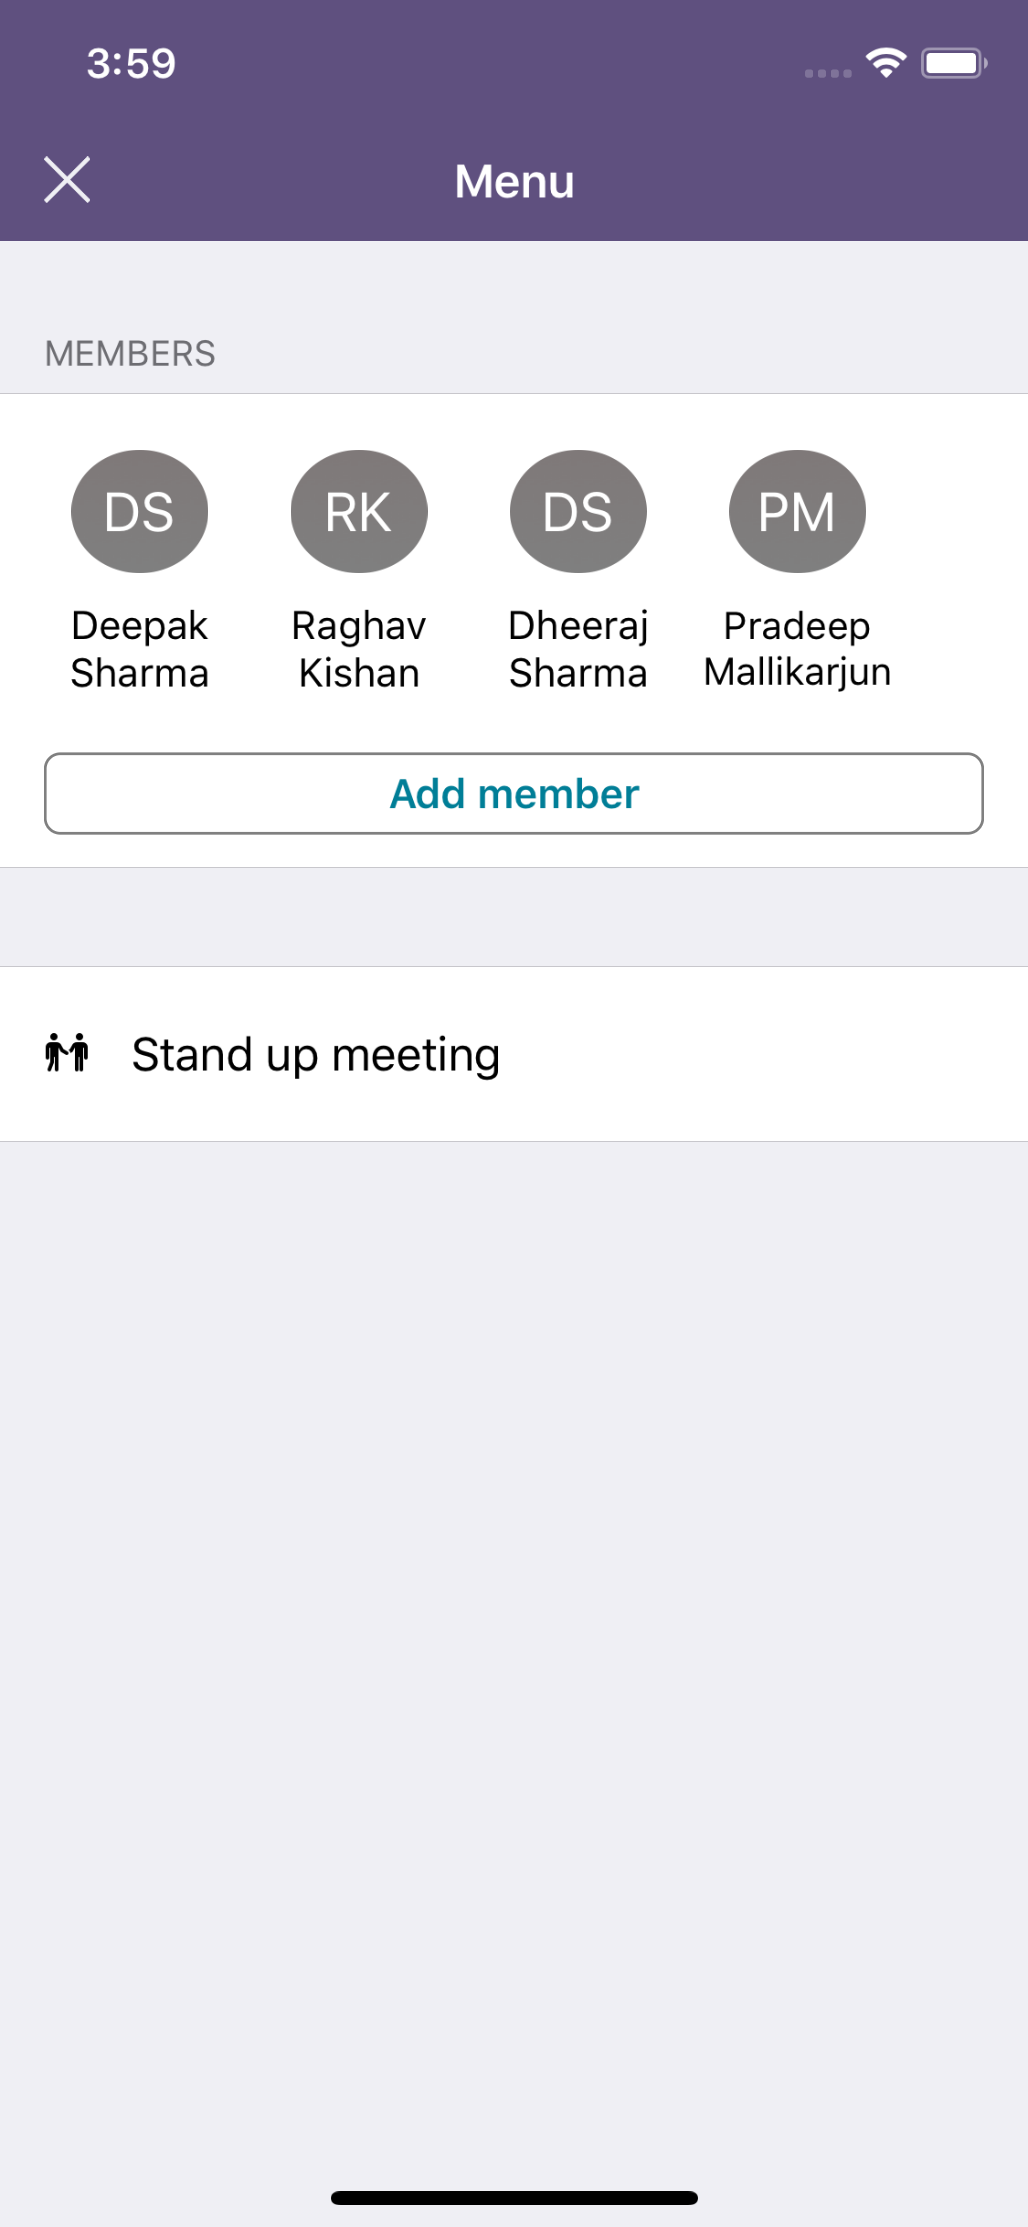 3:59
Menu
MEMBERS
DS RK DS PM
Deepak Sharma
Raghav Kishan
Dheeraj Sharma
Pradeep Mallikarjun
Add member
Stand up meeting